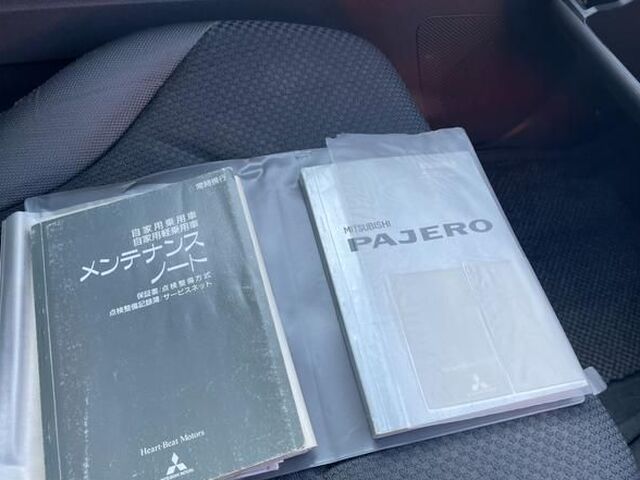 常時携行
自家用乗用車
自家用軽乗用車
メンテナンス
ノート
保証書/点検整備方式
点検整備記録簿/サービスネット
Heart-Beat Motors
MITSUBISHI MOTORS
MITSUBISHI
PAJERO